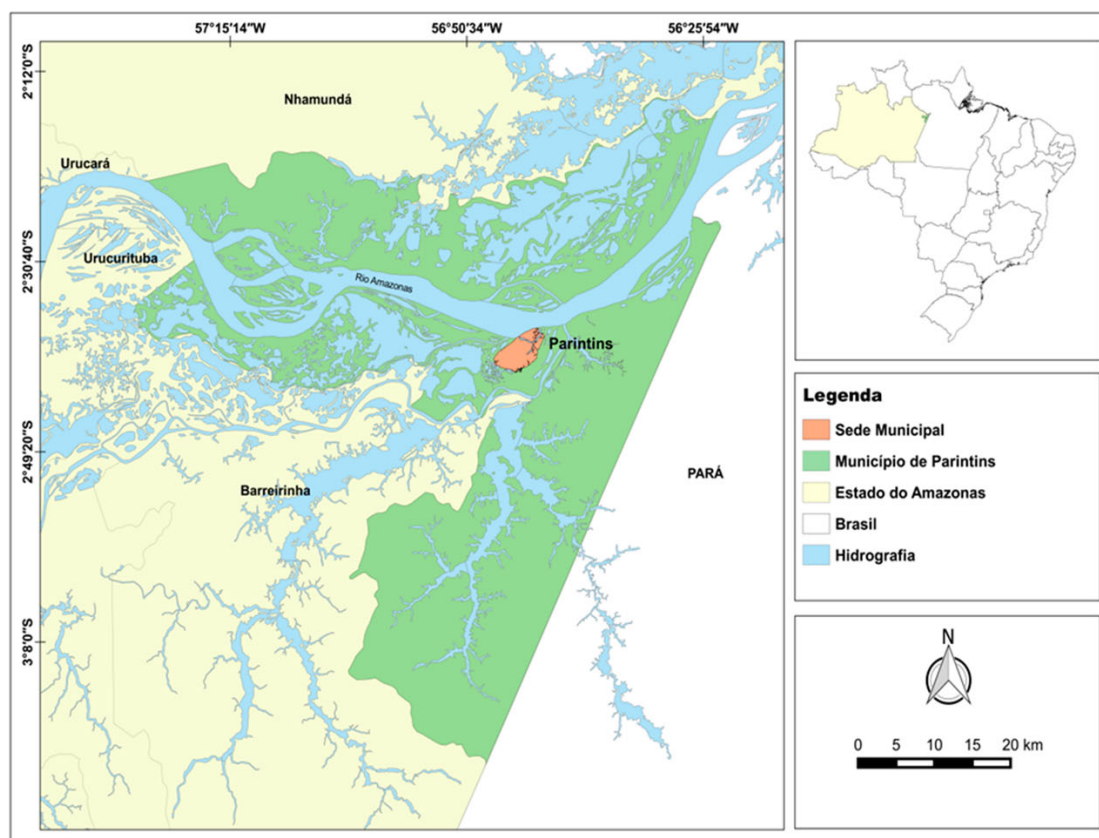 57°15'14"W
56°50'34"W
56°25'54"W
2°12'0"S
2°30'40"S
2°49'20"S
3°8'0"S
Nhamundá
Urucará
Urucurituba
Rio Amazonas
Parintins
Barreirinha
PARÁ
Legenda
Sede Municipal
Município de Parintins
Estado do Amazonas
Brasil
Hidrografia
N
0 5 10 15 20 km